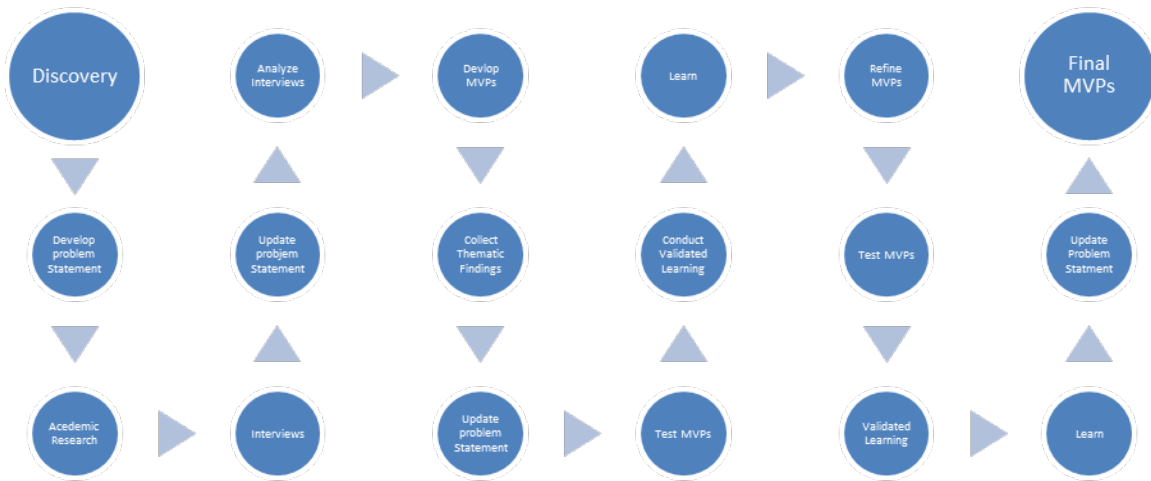 Discovery
Develop
problem
Statement
Acedemic
Research
Interviews
Update
probjem
Statement
Analyze
Interviews
Devlop
MVPs
Collect
Thematic
Findings
Update
problem
Statement
Test MVPs
Conduct
Validated
Learning
Learn
Refine
MVPs
Test MVPs
Validated
Learning
Learn
Update
Problem
Statment
Final
MVPs